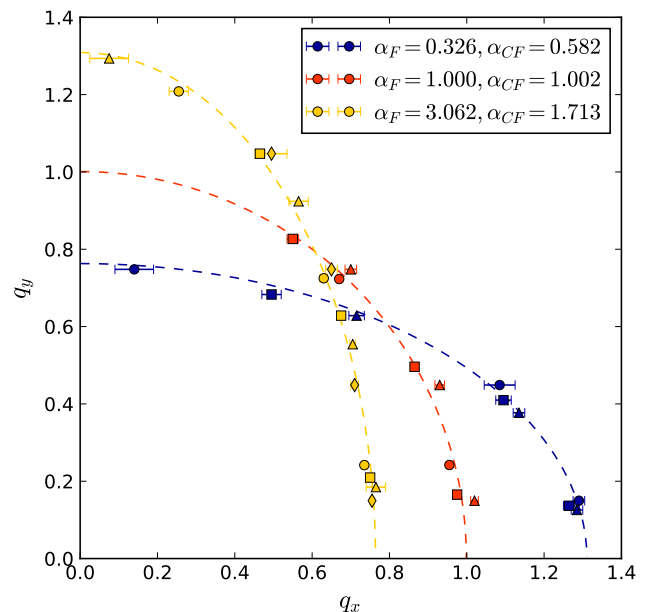 1.4
1.2
1.0
0.8
0.6
0.4
0.2
0.0
q_y
α_F = 0.326, α_CF = 0.582
α_F = 1.000, α_CF = 1.002
α_F = 3.062, α_CF = 1.713
0.0 0.2 0.4 0.6 0.8 1.0 1.2 1.4
q_x